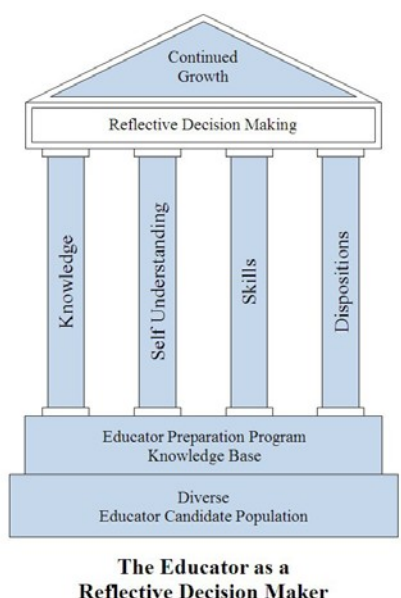 Continued
Growth
Reflective Decision Making
Knowledge
Self Understanding
Skills
Dispositions
Educator Preparation Program
Knowledge Base
Diverse
Educator Candidate Population
The Educator as a
Reflective Decision Maker